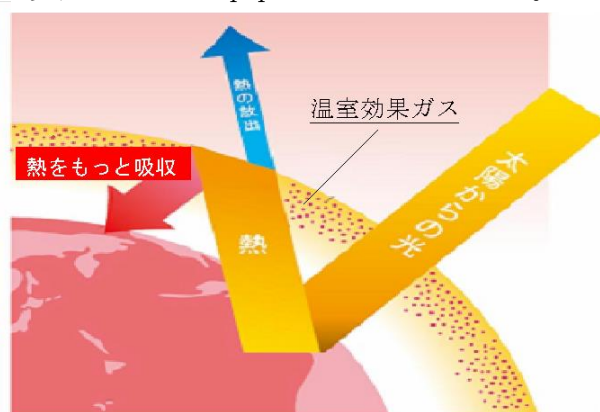 熱の放出
温室効果ガス
熱をもっと吸収
太陽からの光
熱